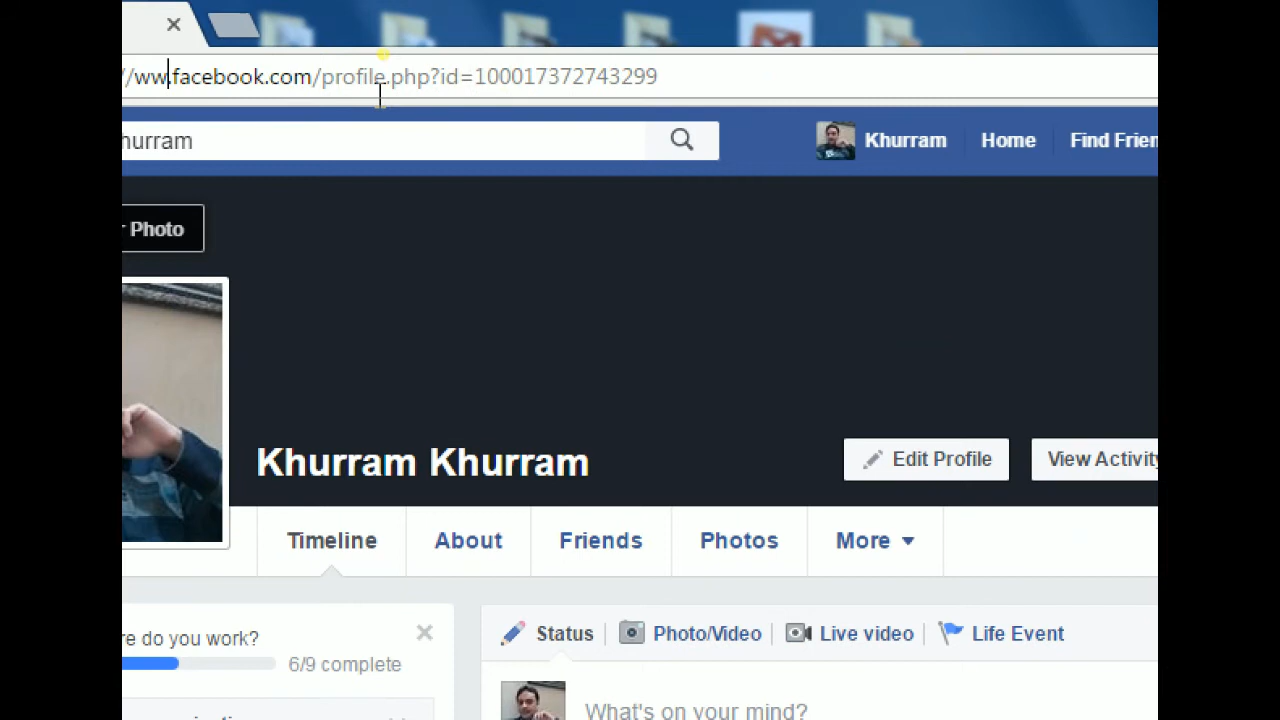 //ww.facebook.com/profile.php?id=100017372743299
hurram
Khurram Home Find Frien
r Photo
Khurram Khurram
Edit Profile
View Activity
Timeline About Friends Photos More
re do you work?
6/9 complete
Status Photo/Video Live video Life Event
What's on your mind?